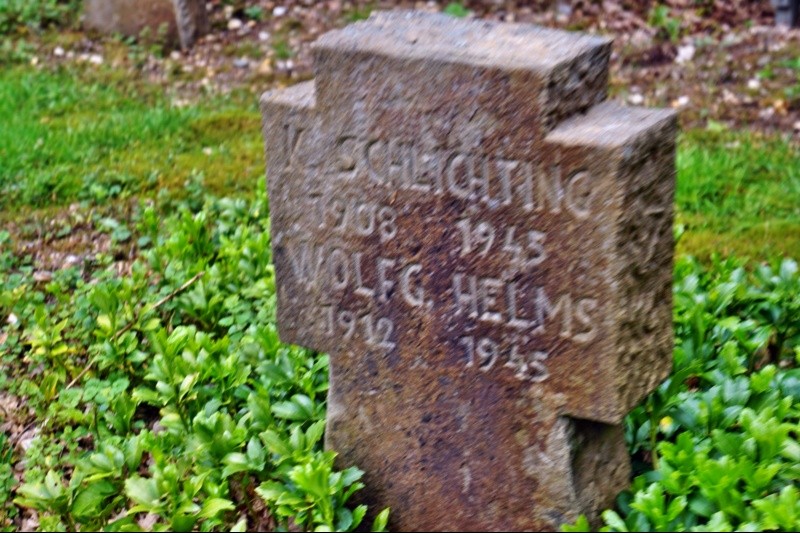 SCHLICHTING
1908 1945
WOLFG. HELMS
1912 1945